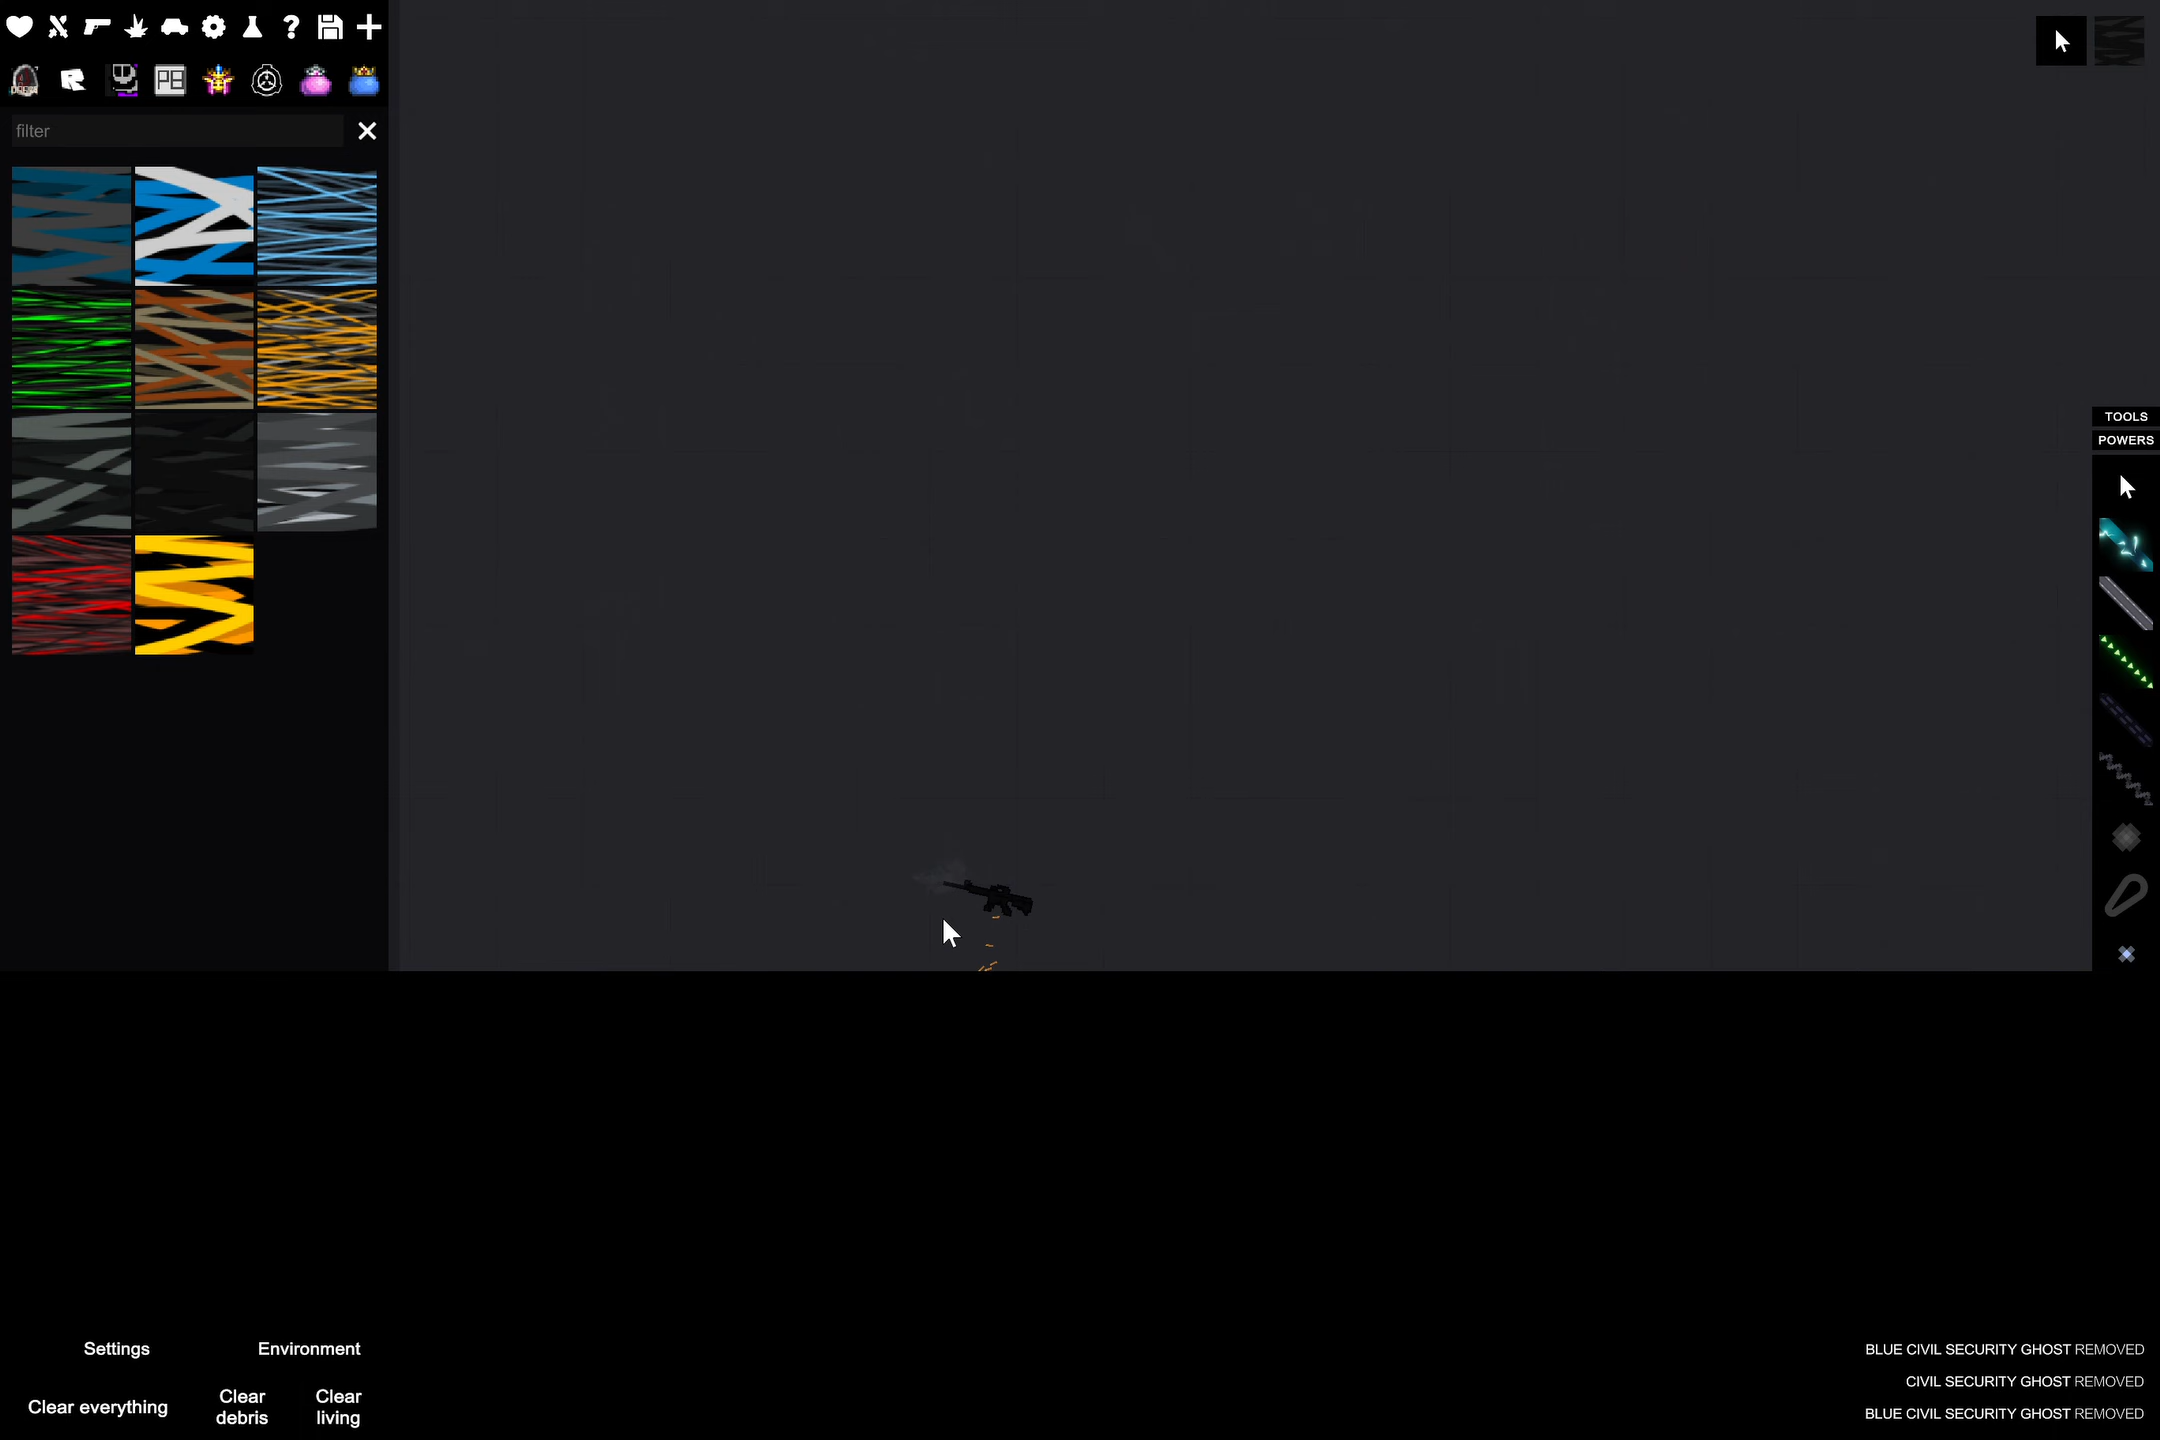 filter
TOOLS
POWERS
Settings
Environment
Clear everything
Clear
debris
Clear
living
BLUE CIVIL SECURITY GHOST REMOVED
CIVIL SECURITY GHOST REMOVED
BLUE CIVIL SECURITY GHOST REMOVED